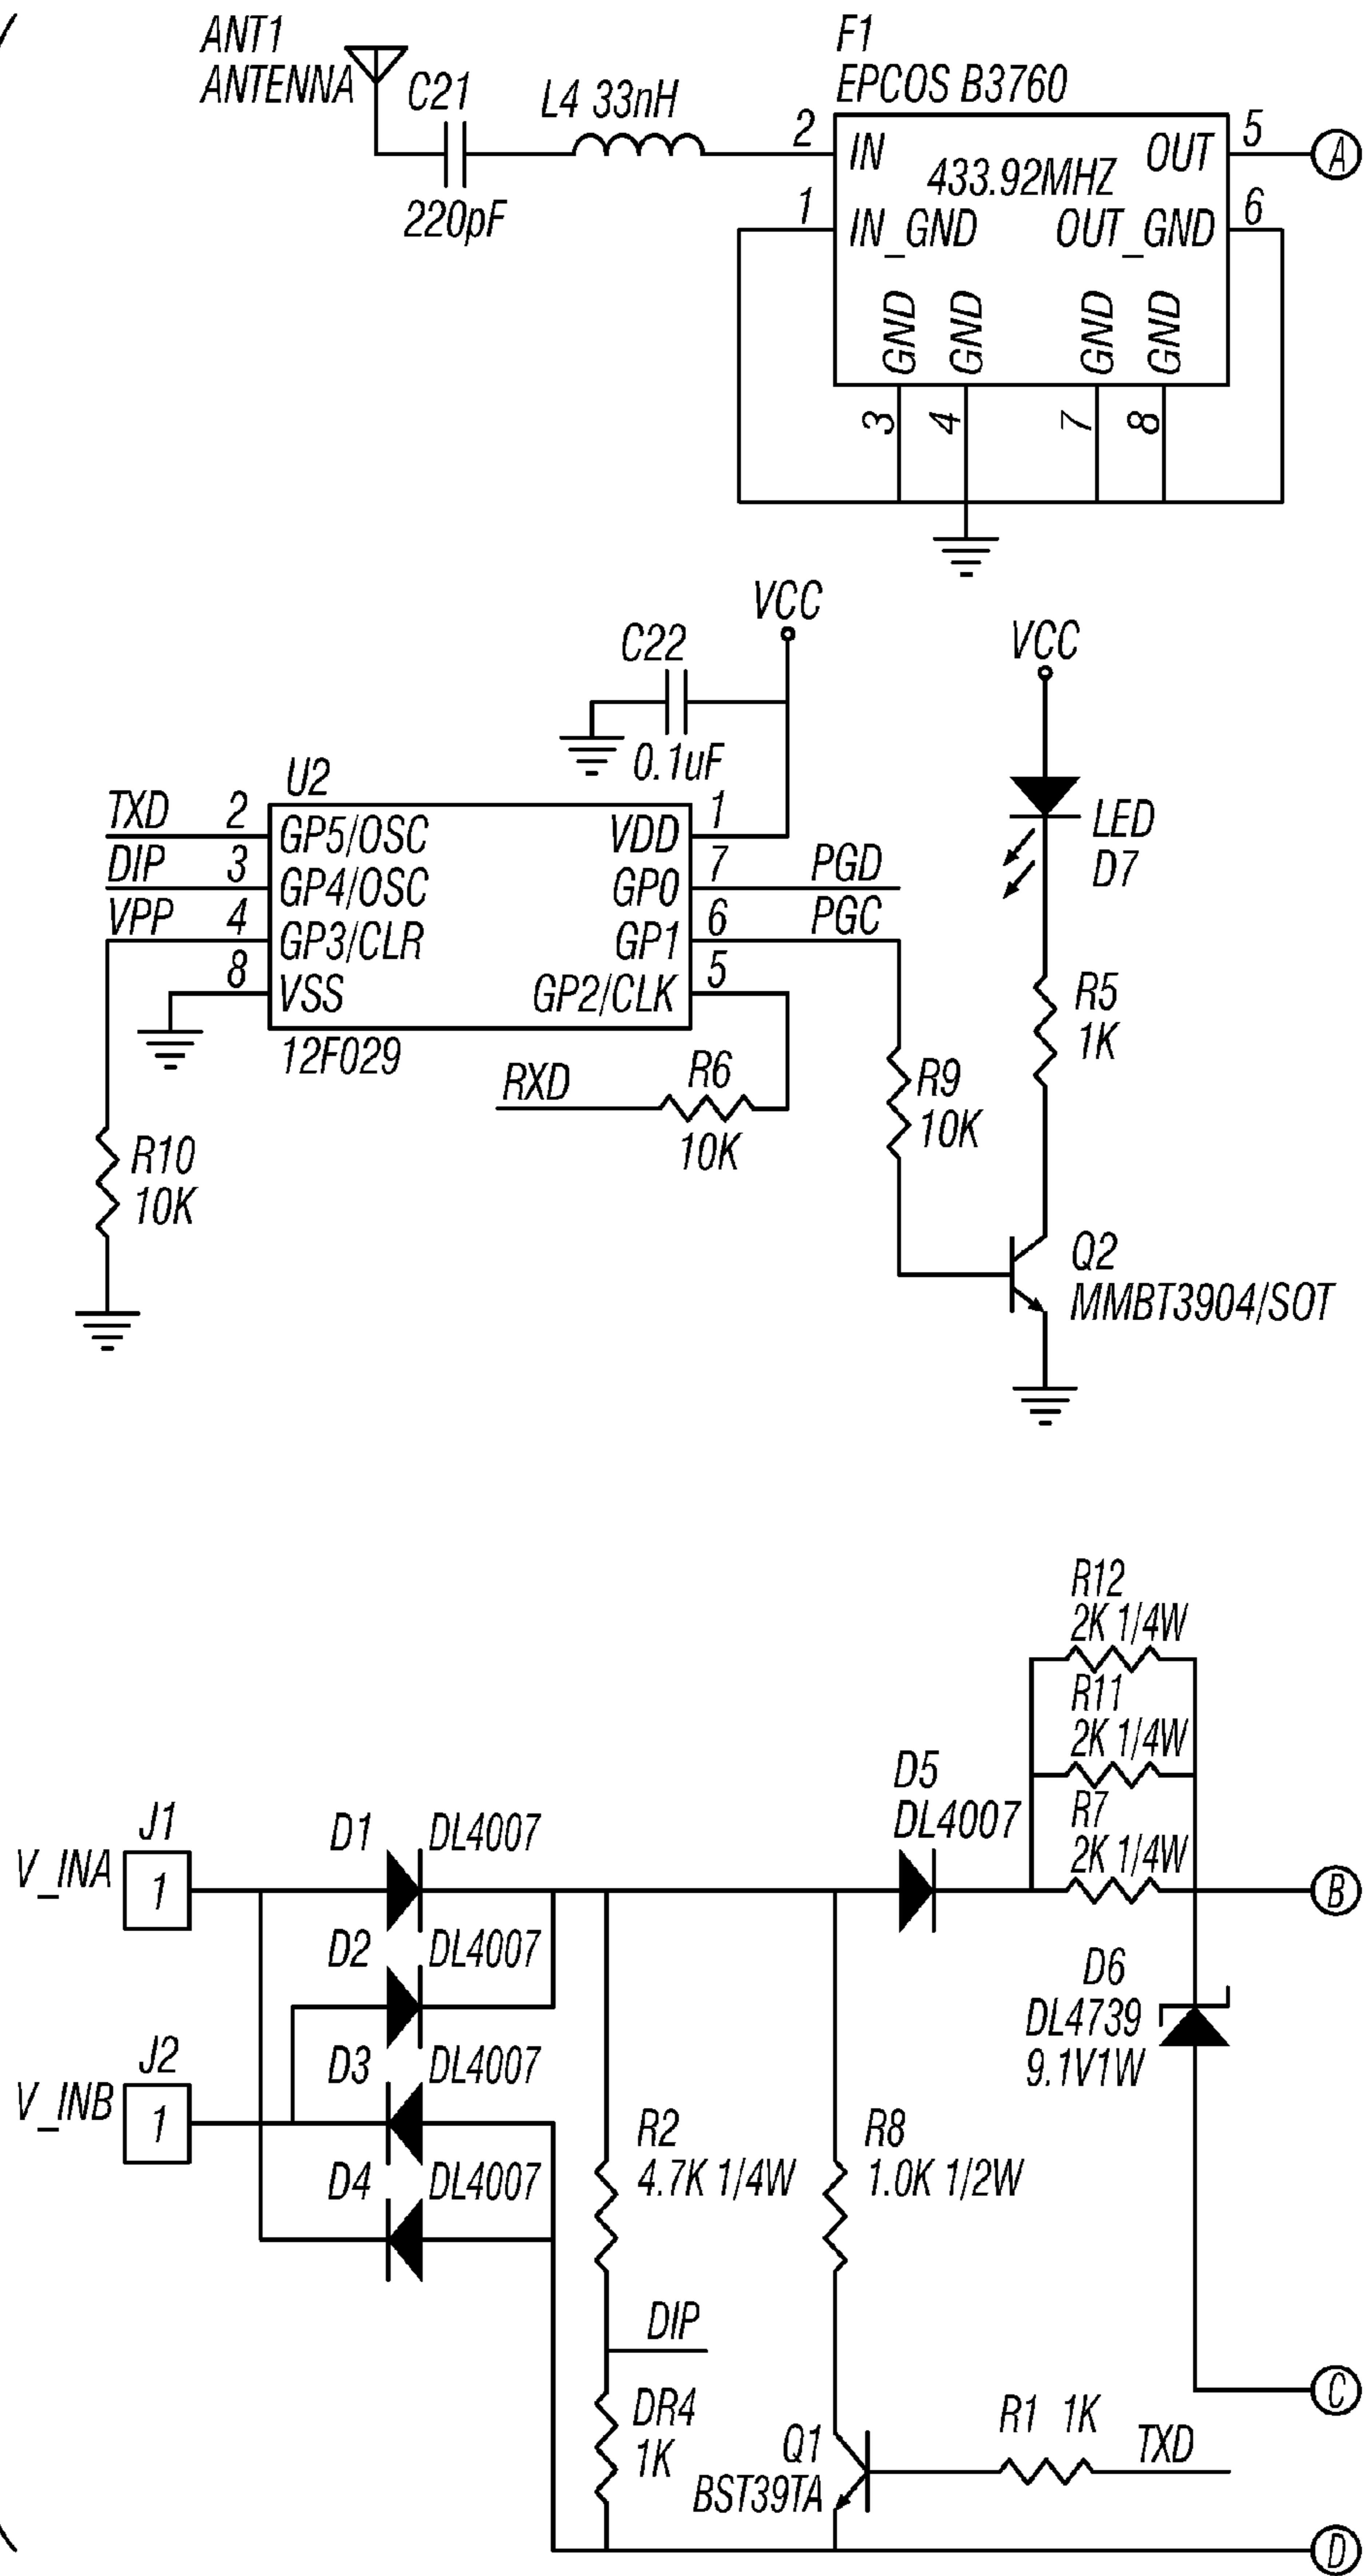 ANT1
ANTENNA
C21
220pF
L4 33nH
F1
EPCOS B3760
2
IN
433.92MHZ
OUT
5
A
1
IN_GND
OUT_GND
6
GND
GND
GND
GND
3
4
7
8
VCC
C22
0.1uF
VCC
LED
D7
U2
TXD
2
GP5/OSC
VDD
1
DIP
3
GP4/OSC
GP0
7
PGD
VPP
4
GP3/CLR
GP1
6
PGC
8
VSS
GP2/CLK
5
12F029
RXD
R6
10K
R9
10K
R5
1K
R10
10K
Q2
MMBT3904/SOT
R12
2K 1/4W
R11
2K 1/4W
R7
2K 1/4W
D5
DL4007
B
J1
V_INA
1
D1
DL4007
D2
DL4007
J2
V_INB
1
D3
DL4007
D4
DL4007
D6
DL4739
9.1V1W
R2
4.7K 1/4W
R8
1.0K 1/2W
DIP
DR4
1K
Q1
BST39TA
R1 1K
TXD
C
D